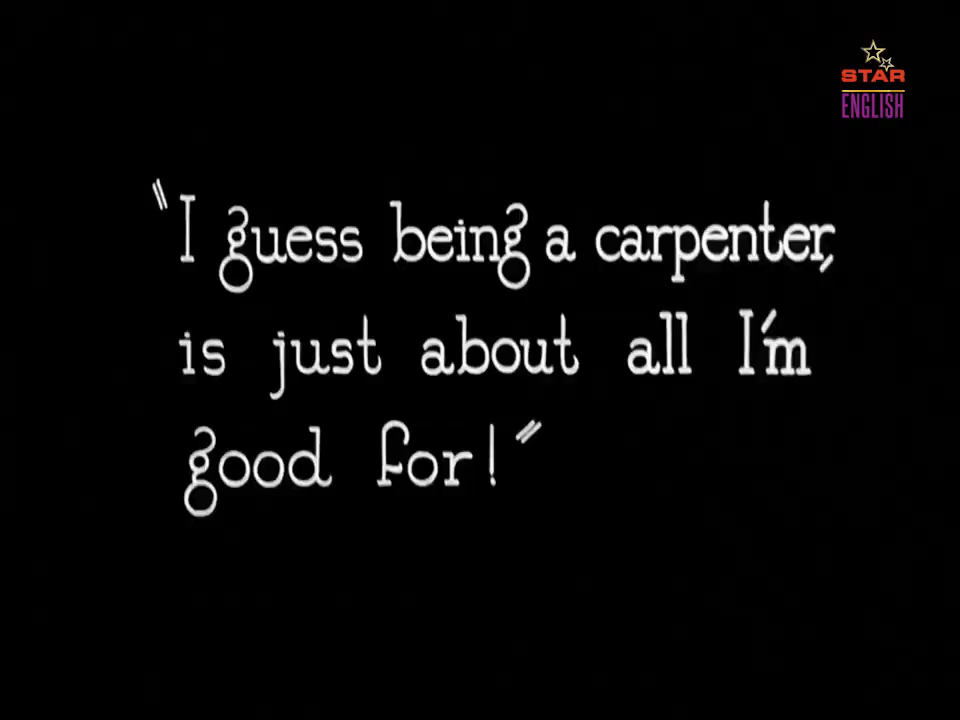 STAR
ENGLISH
"I guess being a carpenter,
is just about all I'm
good for!"